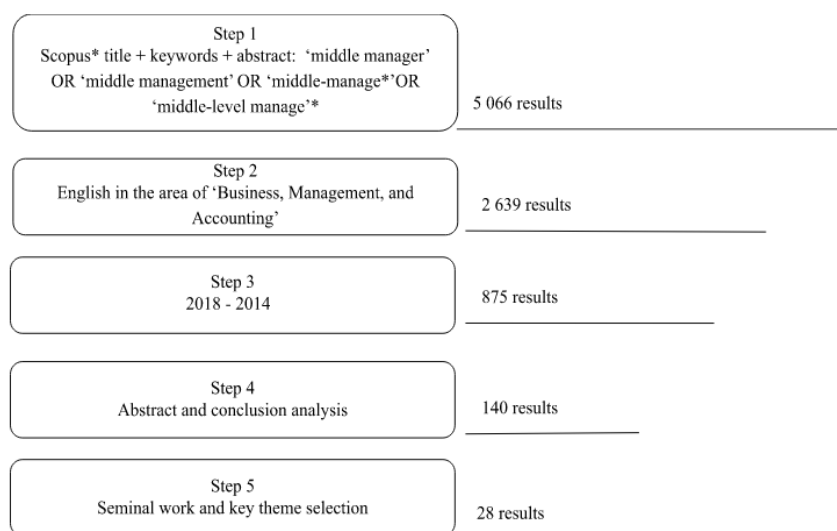 Step 1
Scopus* title + keywords + abstract: ‘middle manager’
OR ‘middle management’ OR ‘middle-manage*’OR
‘middle-level manage’*
5 066 results
Step 2
English in the area of ‘Business, Management, and
Accounting’
2 639 results
Step 3
2018 - 2014
875 results
Step 4
Abstract and conclusion analysis
140 results
Step 5
Seminal work and key theme selection
28 results